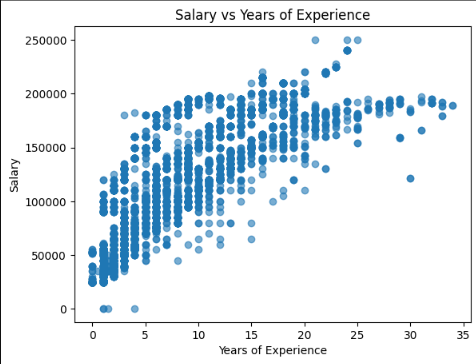 Salary vs Years of Experience
250000
200000
150000
100000
50000
0
Salary
0 5 10 15 20 25 30 35
Years of Experience